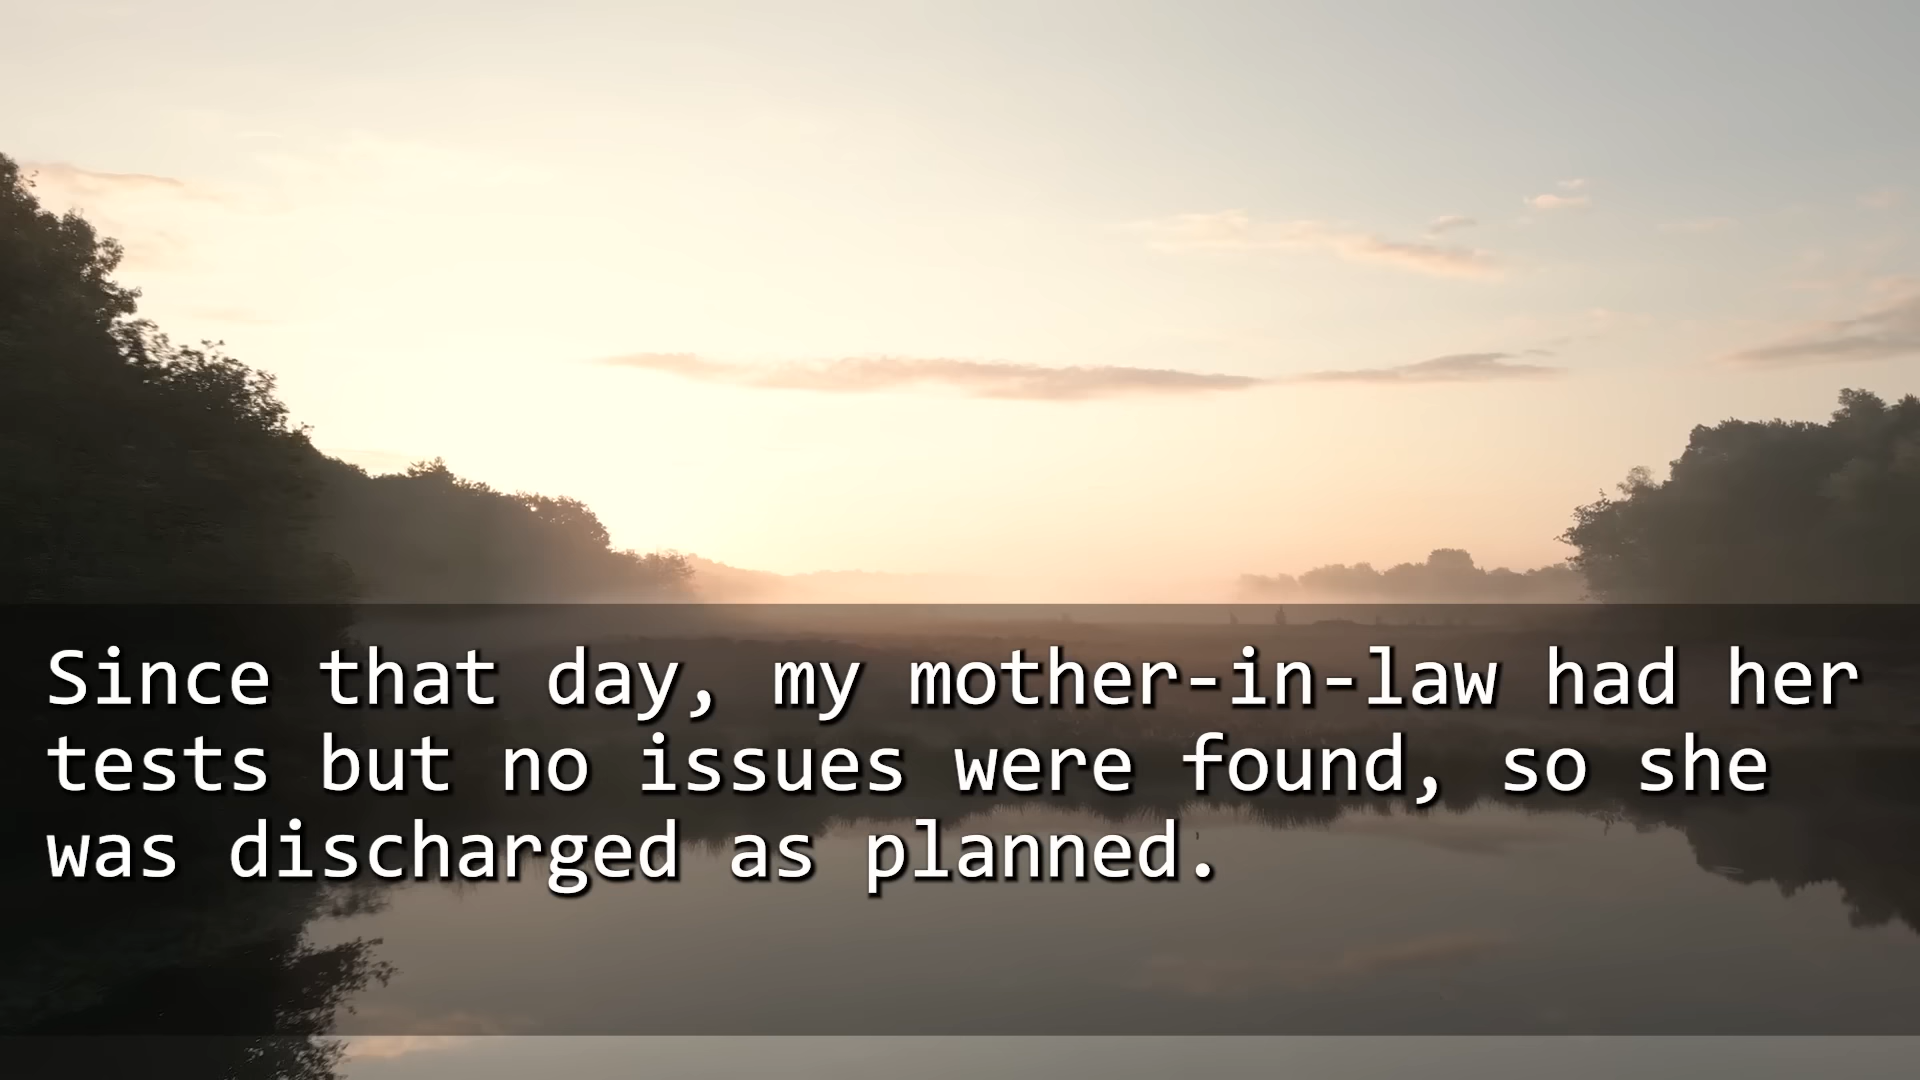 Since that day, my mother-in-law had her
tests but no issues were found, so she
was discharged as planned.